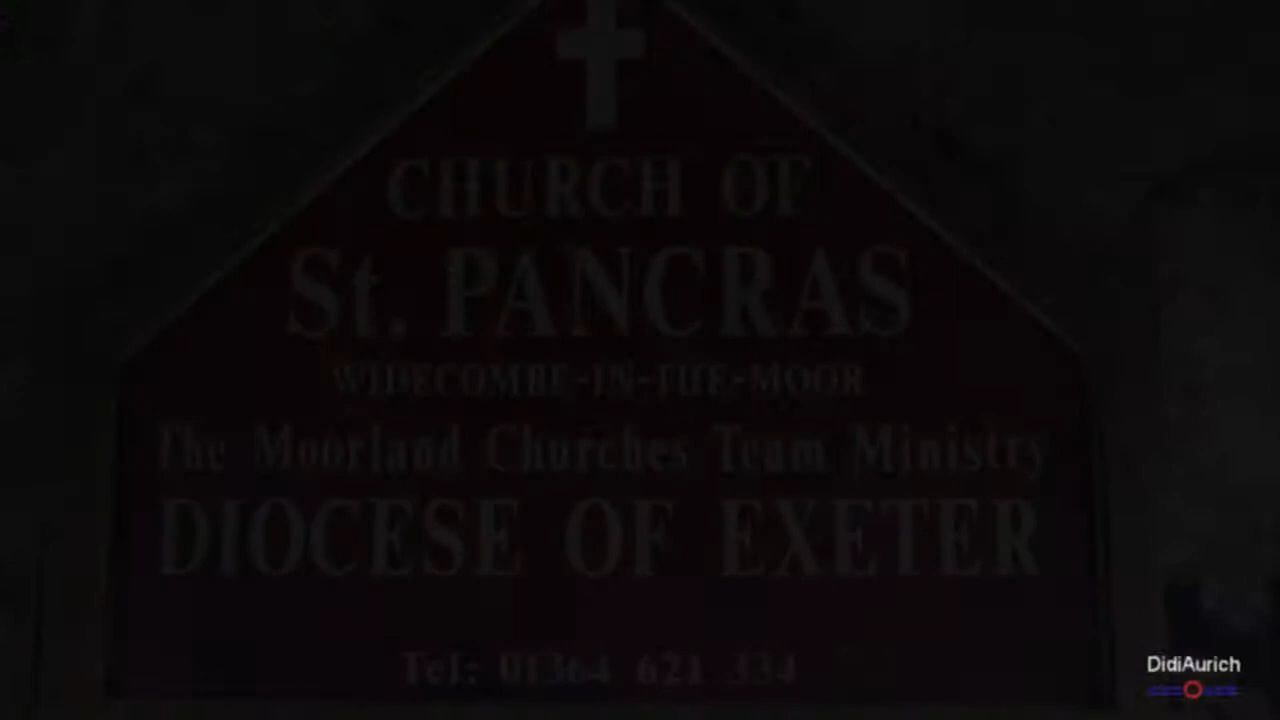 CHURCH OF
St. PANCRAS
WIDECOMBE-IN-THE-MOOR
The Moorland Churches Team Ministry
DIOCESE OF EXETER
Tel: 01364 621 334
DidiAurich